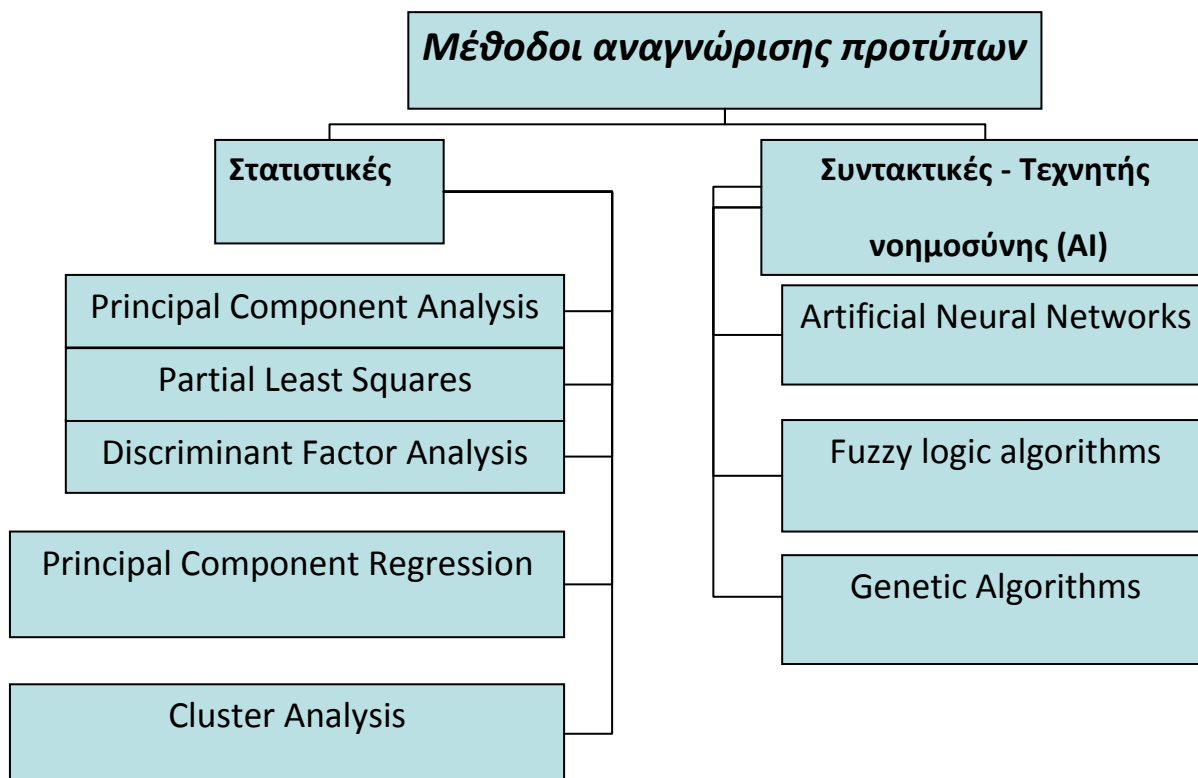 Μέθοδοι αναγνώρισης προτύπων
Στατιστικές
Principal Component Analysis
Partial Least Squares
Discriminant Factor Analysis
Principal Component Regression
Cluster Analysis
Συντακτικές - Τεχνητής
νοημοσύνης (AI)
Artificial Neural Networks
Fuzzy logic algorithms
Genetic Algorithms